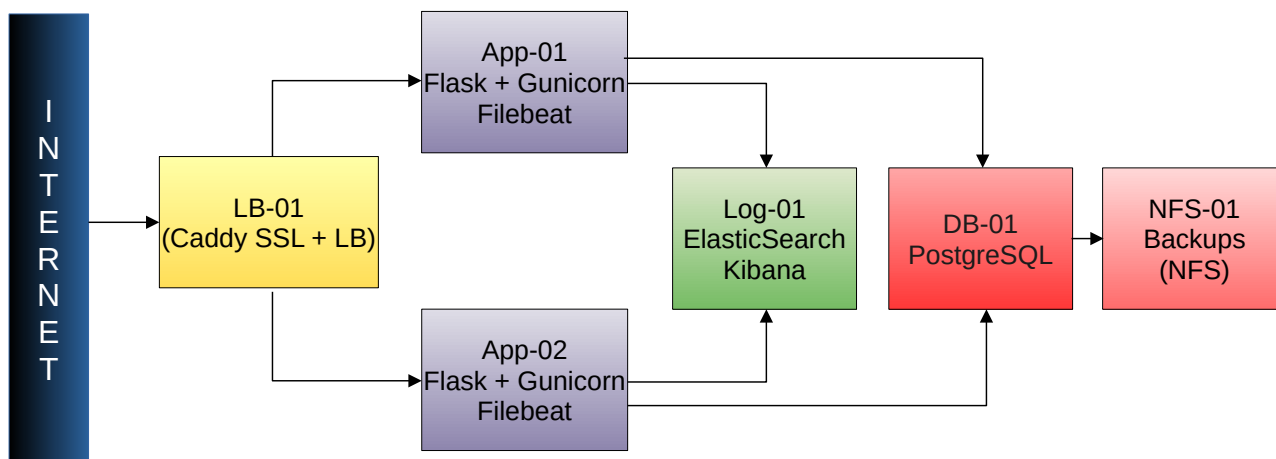 INTERNET
LB-01
(Caddy SSL + LB)
App-01
Flask + Gunicorn
Filebeat
App-02
Flask + Gunicorn
Filebeat
Log-01
ElasticSearch
Kibana
DB-01
PostgreSQL
NFS-01
Backups
(NFS)